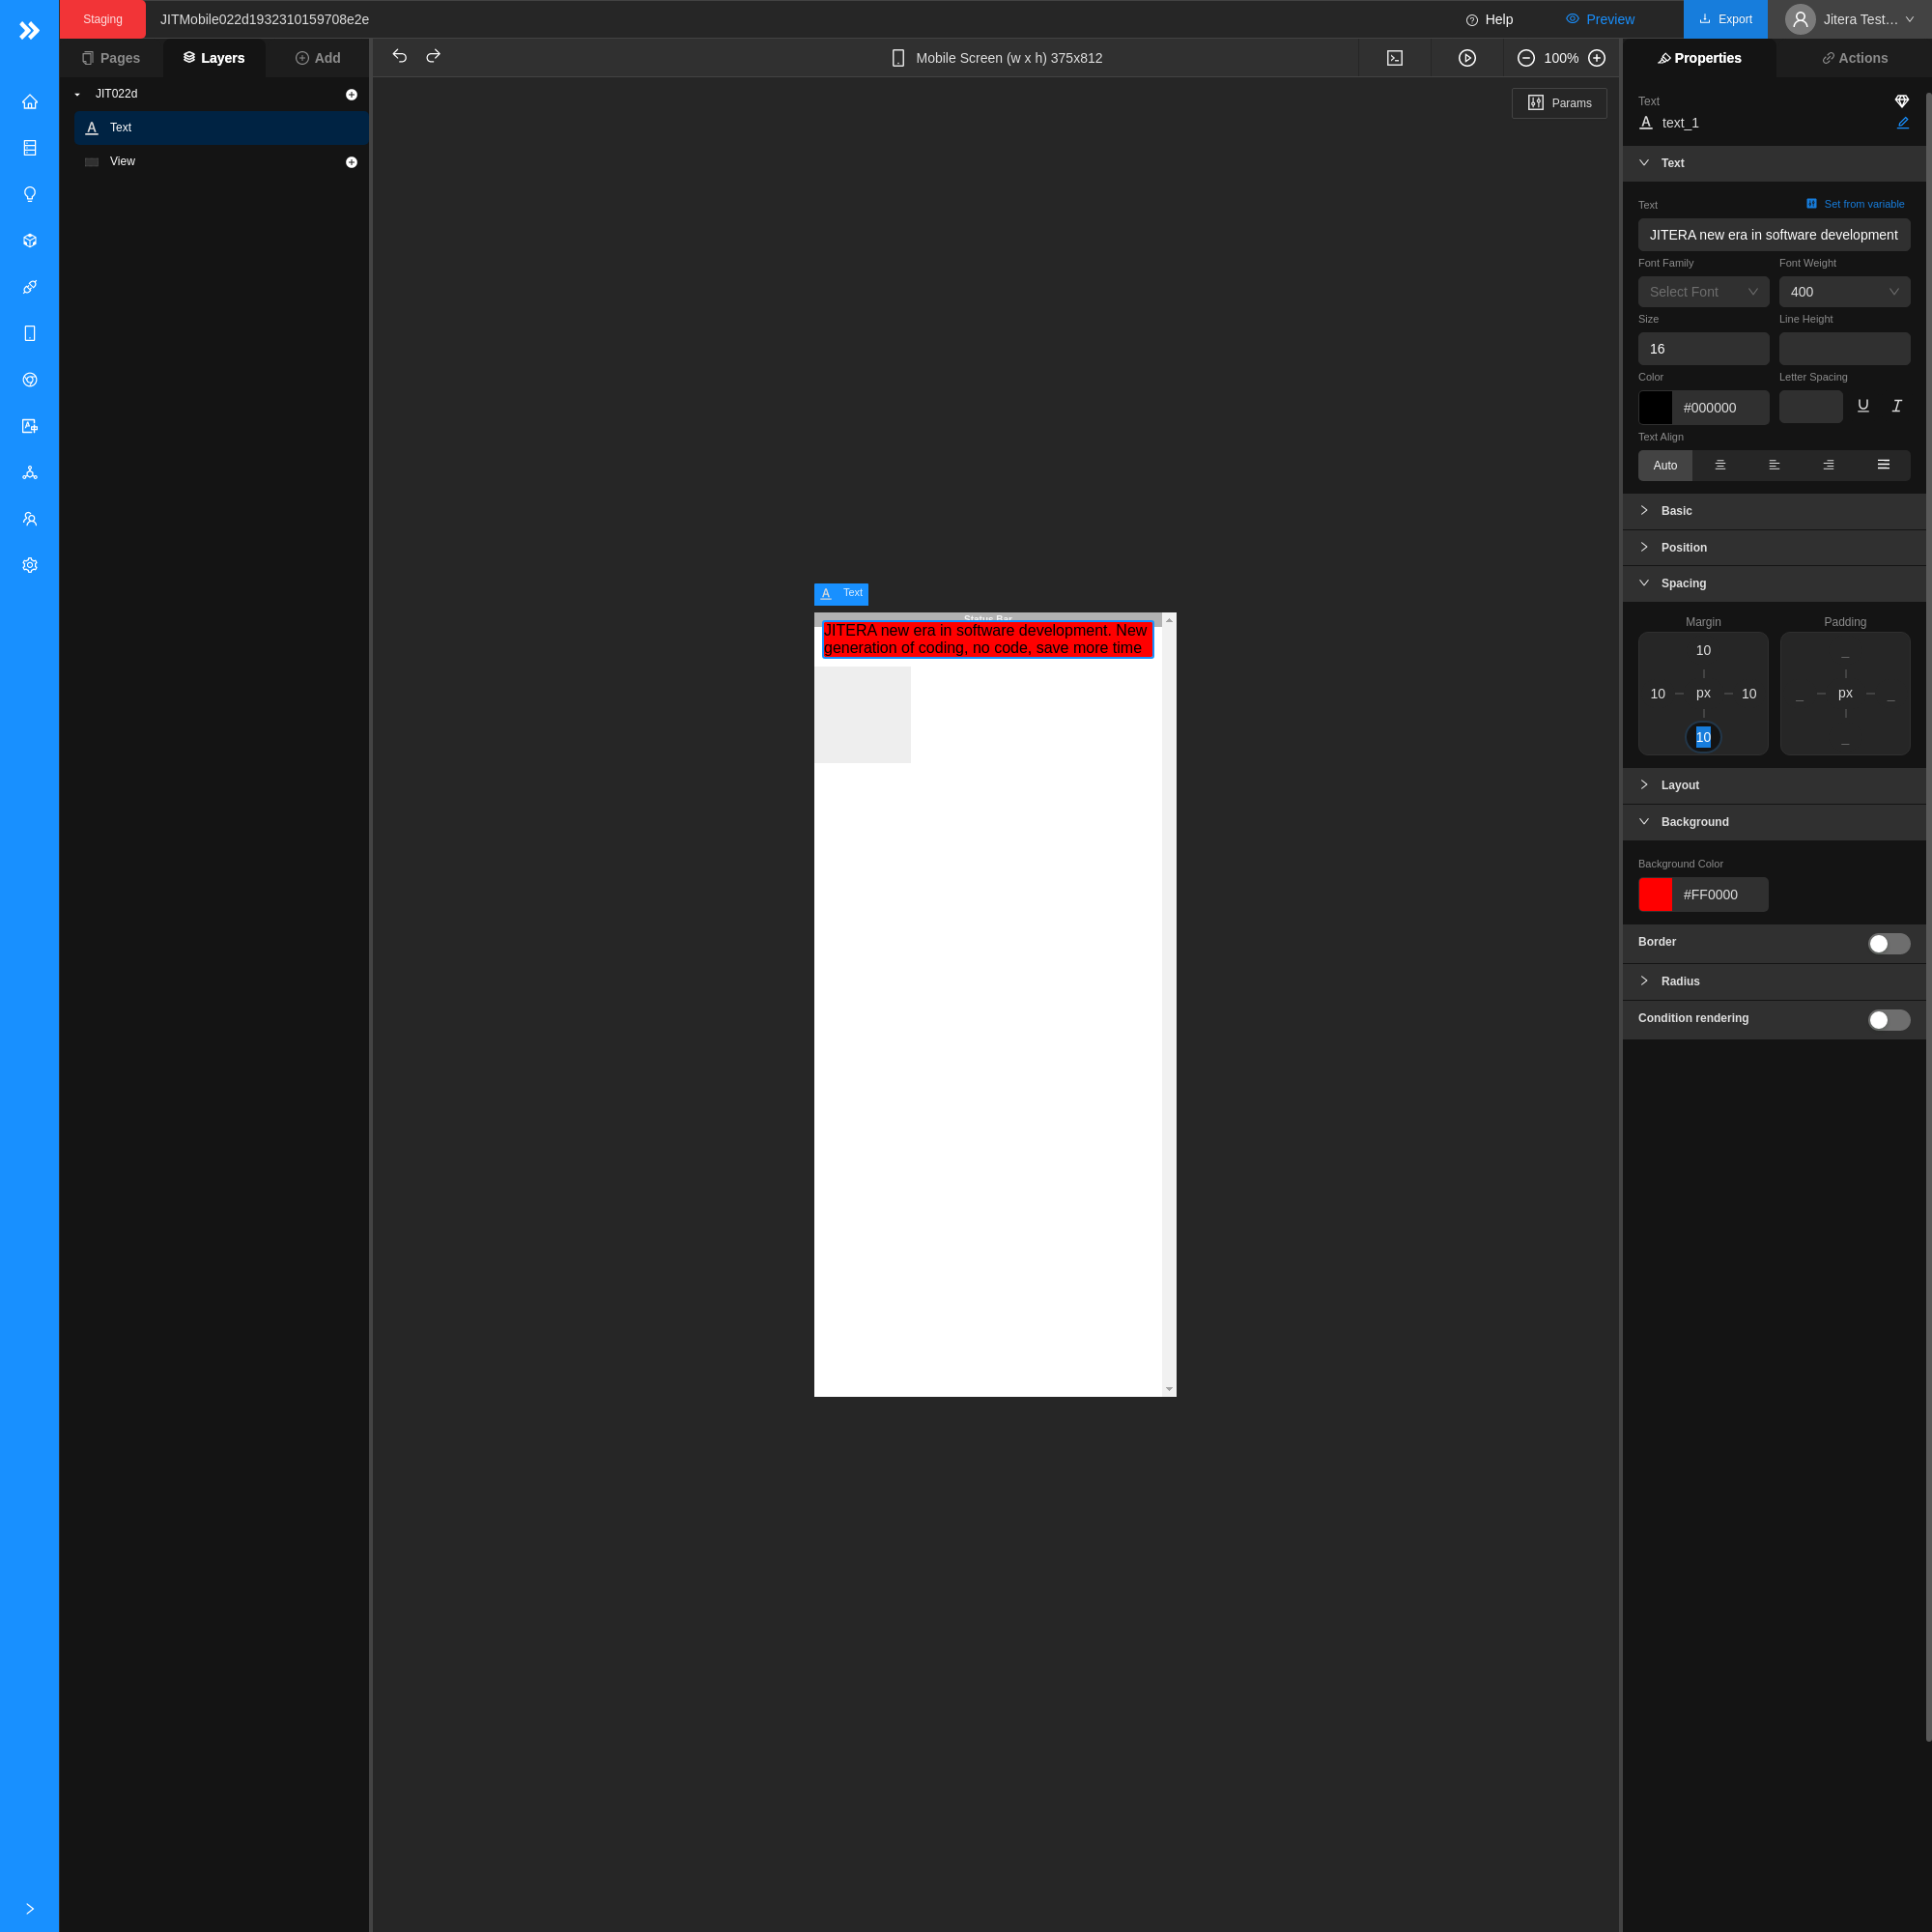 Staging
JITMobile022d1932310159708e2e
Help
Preview
Export
Jitera Test...
Pages
Layers
Add
Mobile Screen (w x h) 375x812
100%
Properties
Actions
JIT022d
Text
View
Params
Text
Status Bar
JITERA new era in software development. New
generation of coding, no code, save more time
Text
text_1
Text
Text
Set from variable
JITERA new era in software development
Font Family
Font Weight
Select Font
400
Size
Line Height
16
Color
Letter Spacing
#000000
Text Align
Auto
Basic
Position
Spacing
Margin
Padding
10
10
px
10
px
10
Layout
Background
Background Color
#FF0000
Border
Radius
Condition rendering